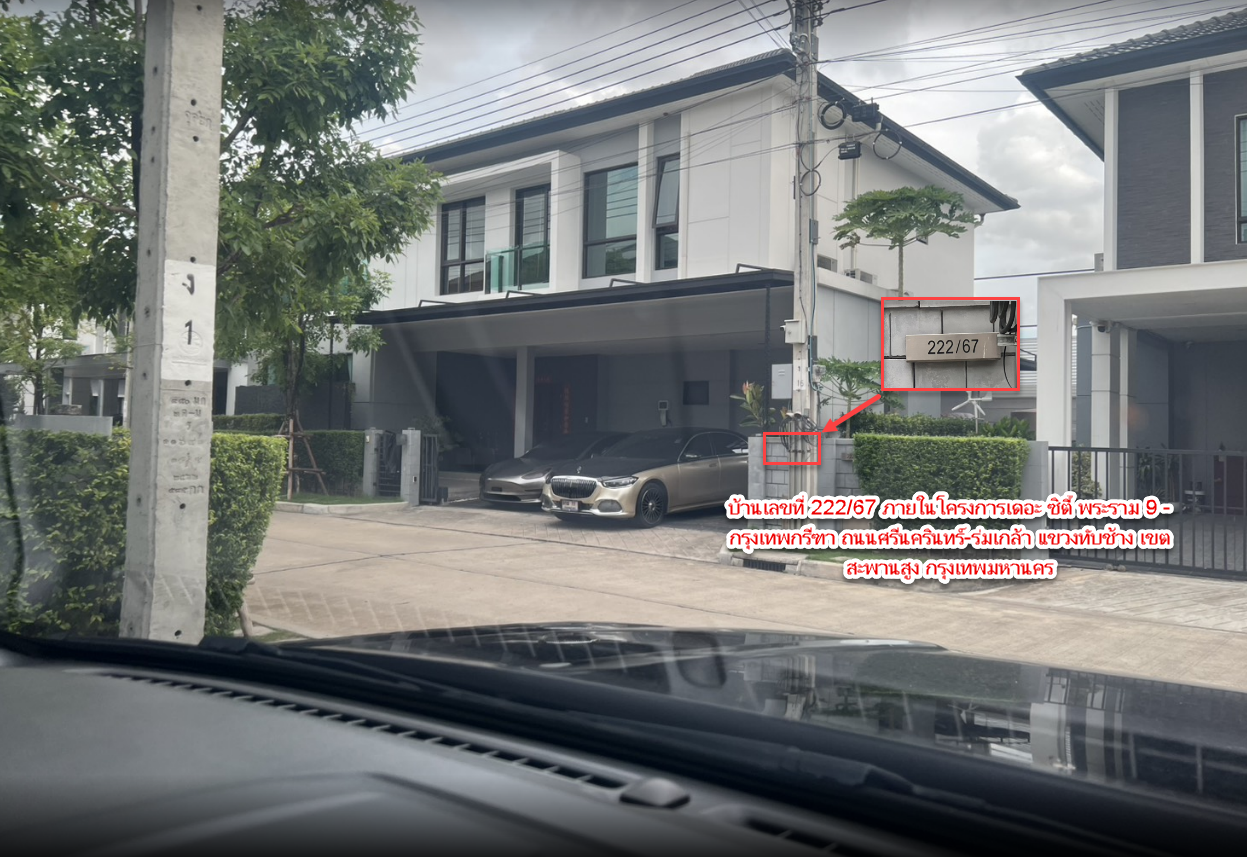 ง
1
222/67
บ้านเลขที่ 222/67 ภายในโครงการเดอะ ซิตี้ พระราม 9 -
กรุงเทพกรีฑา ถนนศรีนครินทร์-ร่มเกล้า แขวงทับช้าง เขต
สะพานสูง กรุงเทพมหานคร